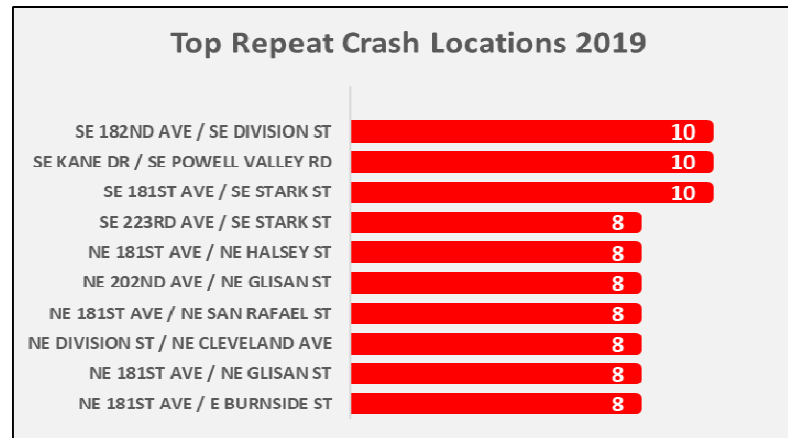 Top Repeat Crash Locations 2019
SE 182ND AVE / SE DIVISION ST 10
SE KANE DR / SE POWELL VALLEY RD 10
SE 181ST AVE / SE STARK ST 10
SE 223RD AVE / SE STARK ST 8
NE 181ST AVE / NE HALSEY ST 8
NE 202ND AVE / NE GLISAN ST 8
NE 181ST AVE / NE SAN RAFAEL ST 8
NE DIVISION ST / NE CLEVELAND AVE 8
NE 181ST AVE / NE GLISAN ST 8
NE 181ST AVE / E BURNSIDE ST 8